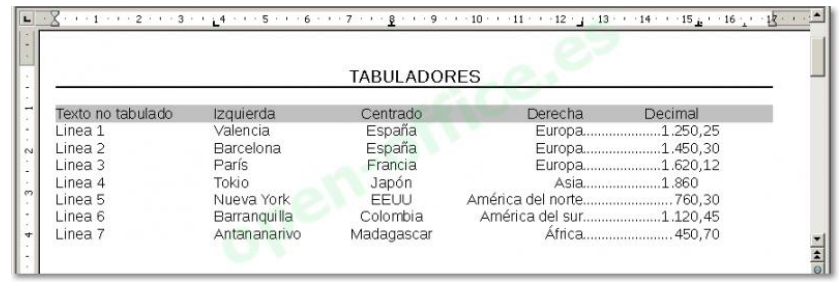 1 2 3 4 5 6 7 8 9 10 11 12 13 14 15 16 17
TABULADORES
Texto no tabulado Izquierda Centrado Derecha Decimal
Linea 1 Valencia España Europa.....................1.250,25
Linea 2 Barcelona España Europa.....................1.450,30
Linea 3 París Francia Europa.....................1.620,12
Linea 4 Tokio Japón Asia.....................1.860
Linea 5 Nueva York EEUU América del norte........................760,30
Linea 6 Barranquilla Colombia América del sur.....................1.120,45
Linea 7 Antananarivo Madagascar África........................450,70
open-office.es
1
2
3
4